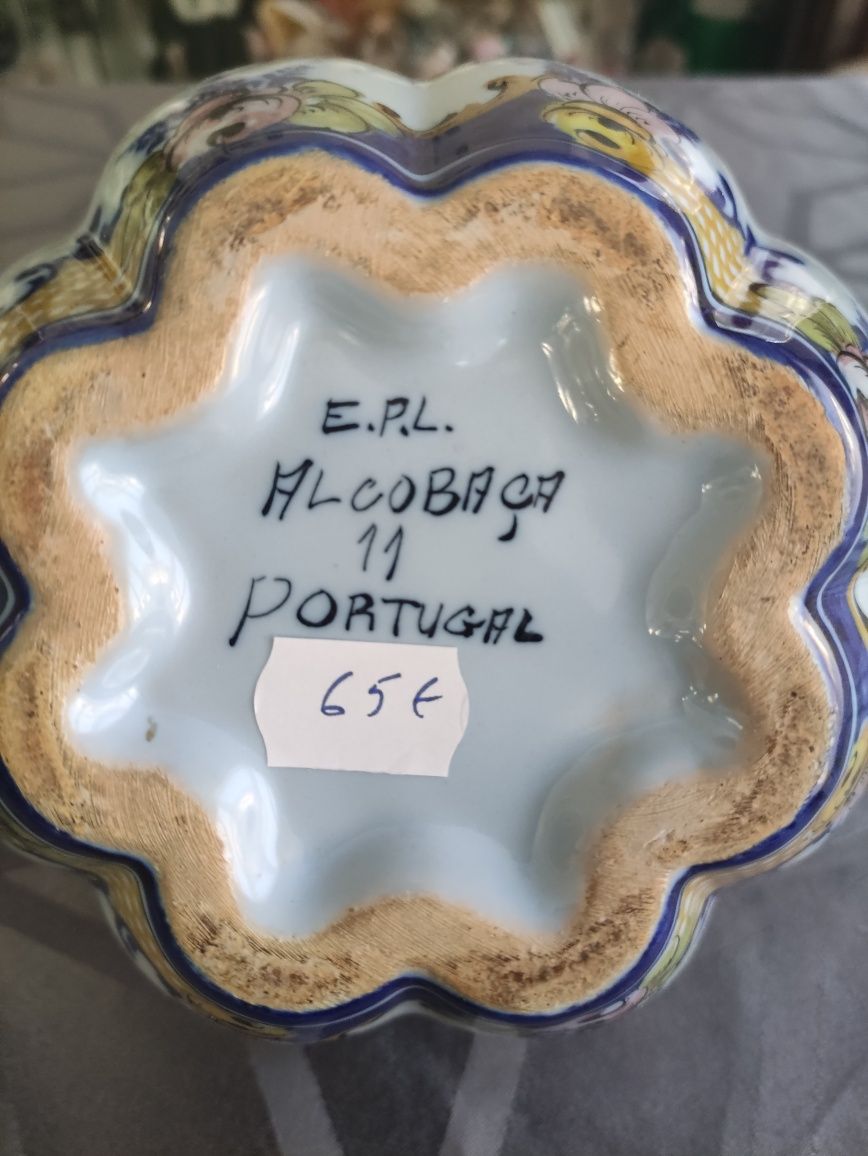 E.P.L.
ALCOBAÇA
11
PORTUGAL
65€